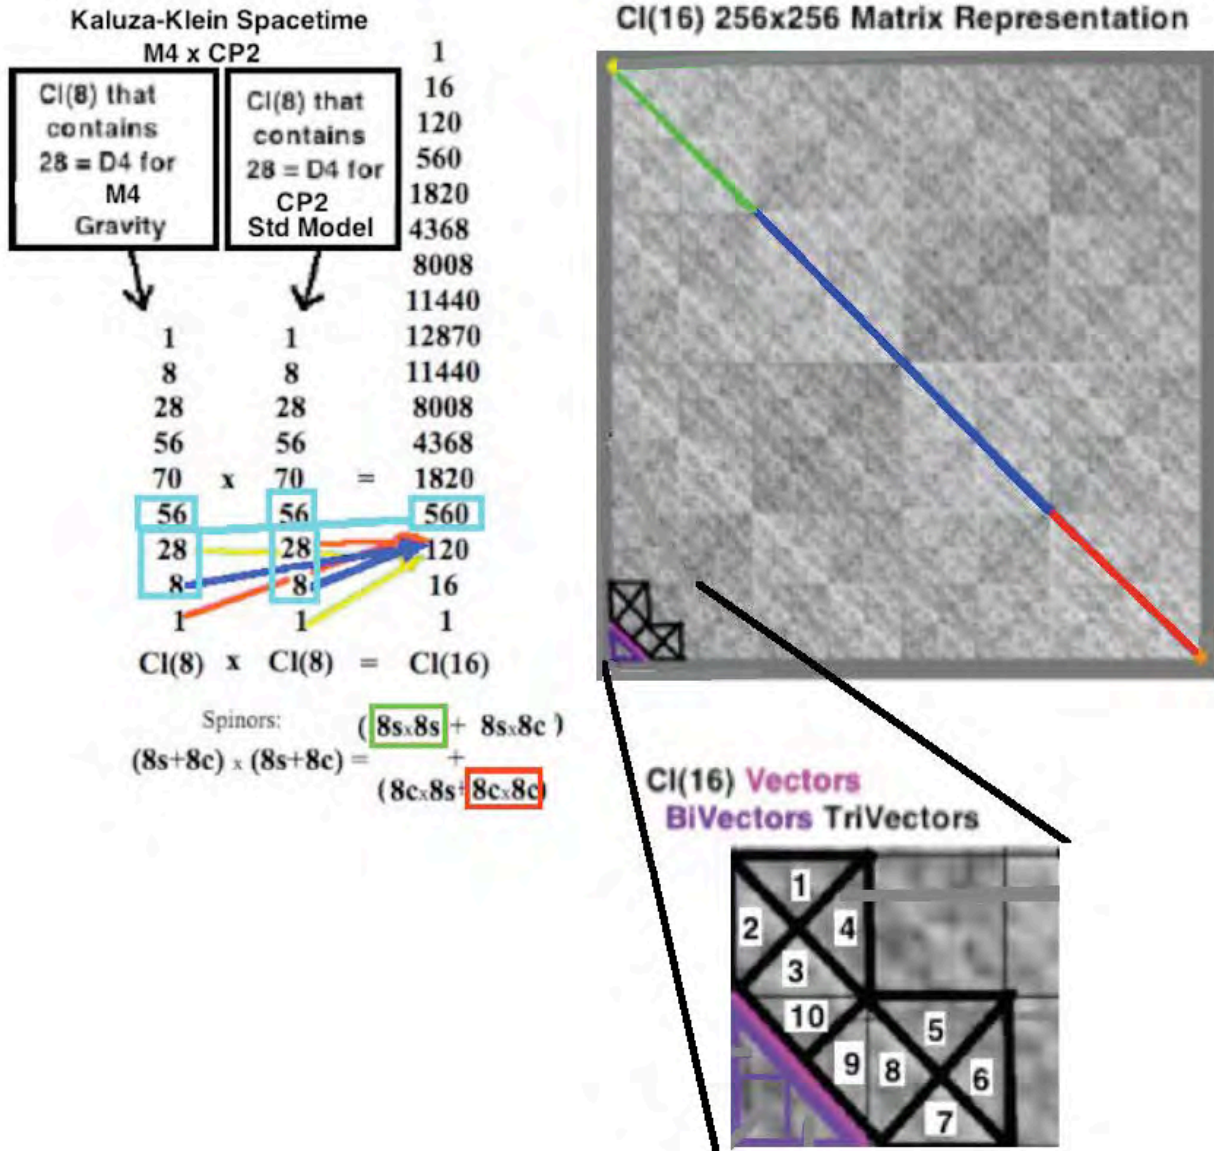 Kaluza-Klein Spacetime
M4 x CP2
Cl(8) that
contains
28 = D4 for
M4
Gravity
Cl(8) that
contains
28 = D4 for
CP2
Std Model
1
16
120
560
1820
4368
8008
11440
1 1 12870
8 8 11440
28 28 8008
56 56 4368
70 x 70 = 1820
56 56 560
28 28 120
8 8 16
1 1 1
Cl(8) x Cl(8) = Cl(16)
Spinors: (8sx8s + 8sx8c )
(8s+8c) x (8s+8c) = +
(8cx8s+8cx8c)
Cl(16) 256x256 Matrix Representation
Cl(16) Vectors
BiVectors TriVectors
1
2 4
3
10 5
9 8 6
7